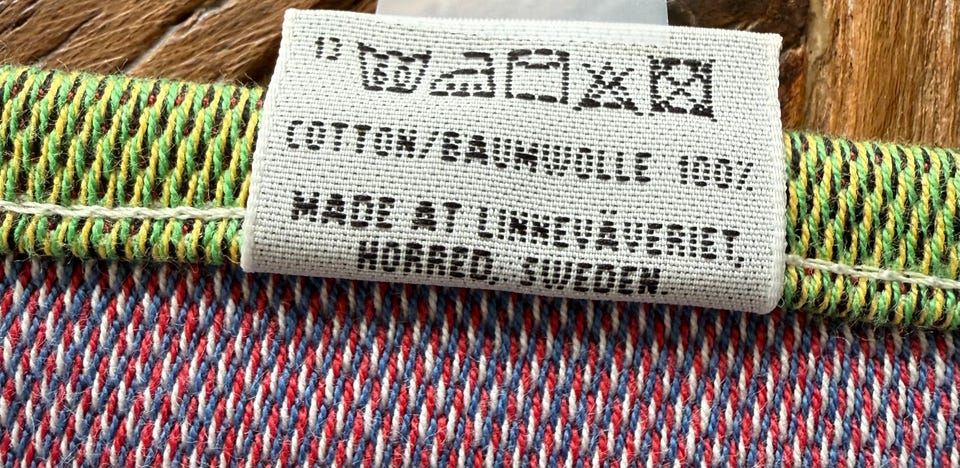 COTTON/BAUMWOLLE 100%
MADE AT LINNEVÄVERIET,
HORRED, SWEDEN.